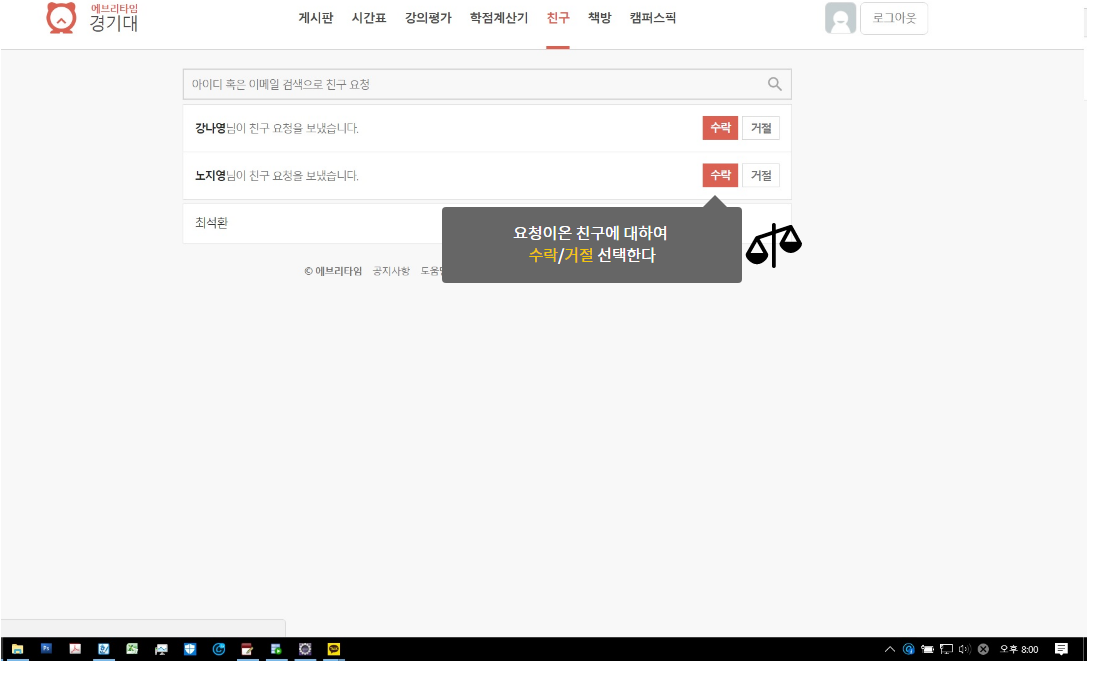 에브리타임
경기대
게시판 시간표 강의평가 학점계산기 친구 책방 캠퍼스픽
로그아웃
아이디 혹은 이메일 검색으로 친구 요청
강나영님이 친구 요청을 보냈습니다. 수락 거절
노지영님이 친구 요청을 보냈습니다. 수락 거절
최석환
요청이온 친구에 대하여
수락/거절 선택한다
© 에브리타임 공지사항
오후 8:00